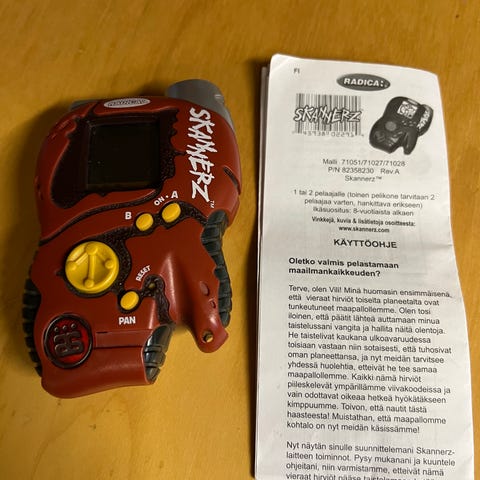 RADICA:
SKANNERZ™
ON • A
B
RESET
PAN
FI
RADICA:
SKANNERZ
Malli 71051/71027/71028
P/N 82358230 Rev.A
Skannerz™
1 tai 2 pelaajalle (toinen pelikone tarvitaan 2
pelaajaa varten, hankittava erikseen)
Ikäsuositus: 8-vuotiaista alkaen
Vinkkejä, kuvia & lisätietoja osoitteesta:
www.skannerz.com
KÄYTTÖOHJE
Oletko valmis pelastamaan
maailmankaikkeuden?
Terve, olen Vili! Minä huomasin ensimmäisenä,
että vieraat hirviöt toiselta planeetalta ovat
tunkeutuneet maapallollemme. Olen tosi
iloinen, että päätit lähteä auttamaan minua
taistelussani vangita ja hallita näitä olentoja.
He taistelivat kaukana ulkoavaruudessa
toisiaan vastaan niin sotaisesti, että tuhosivat
oman planeettansa, ja nyt meidän tarvitsee
yhdessä huolehtia, etteivät he tee samaa
maapallollemme. Kaikki nämä hirviöt
piileskelevät ympärillämme viivakoodeissa ja
vain odottavat oikeaa hetkeä hyökätäkseen
kimppuumme. Toivon, että nautit tästä
haasteesta! Muistathan, että maapallomme
kohtalo on nyt meidän käsissämme!
Nyt näytän sinulle suunnittelemani Skannerz-
laitteen toiminnot. Pysy mukanani ja kuuntele
ohjeitani, niin varmistamme, etteivät nämä
vieraat hirviöt pääse